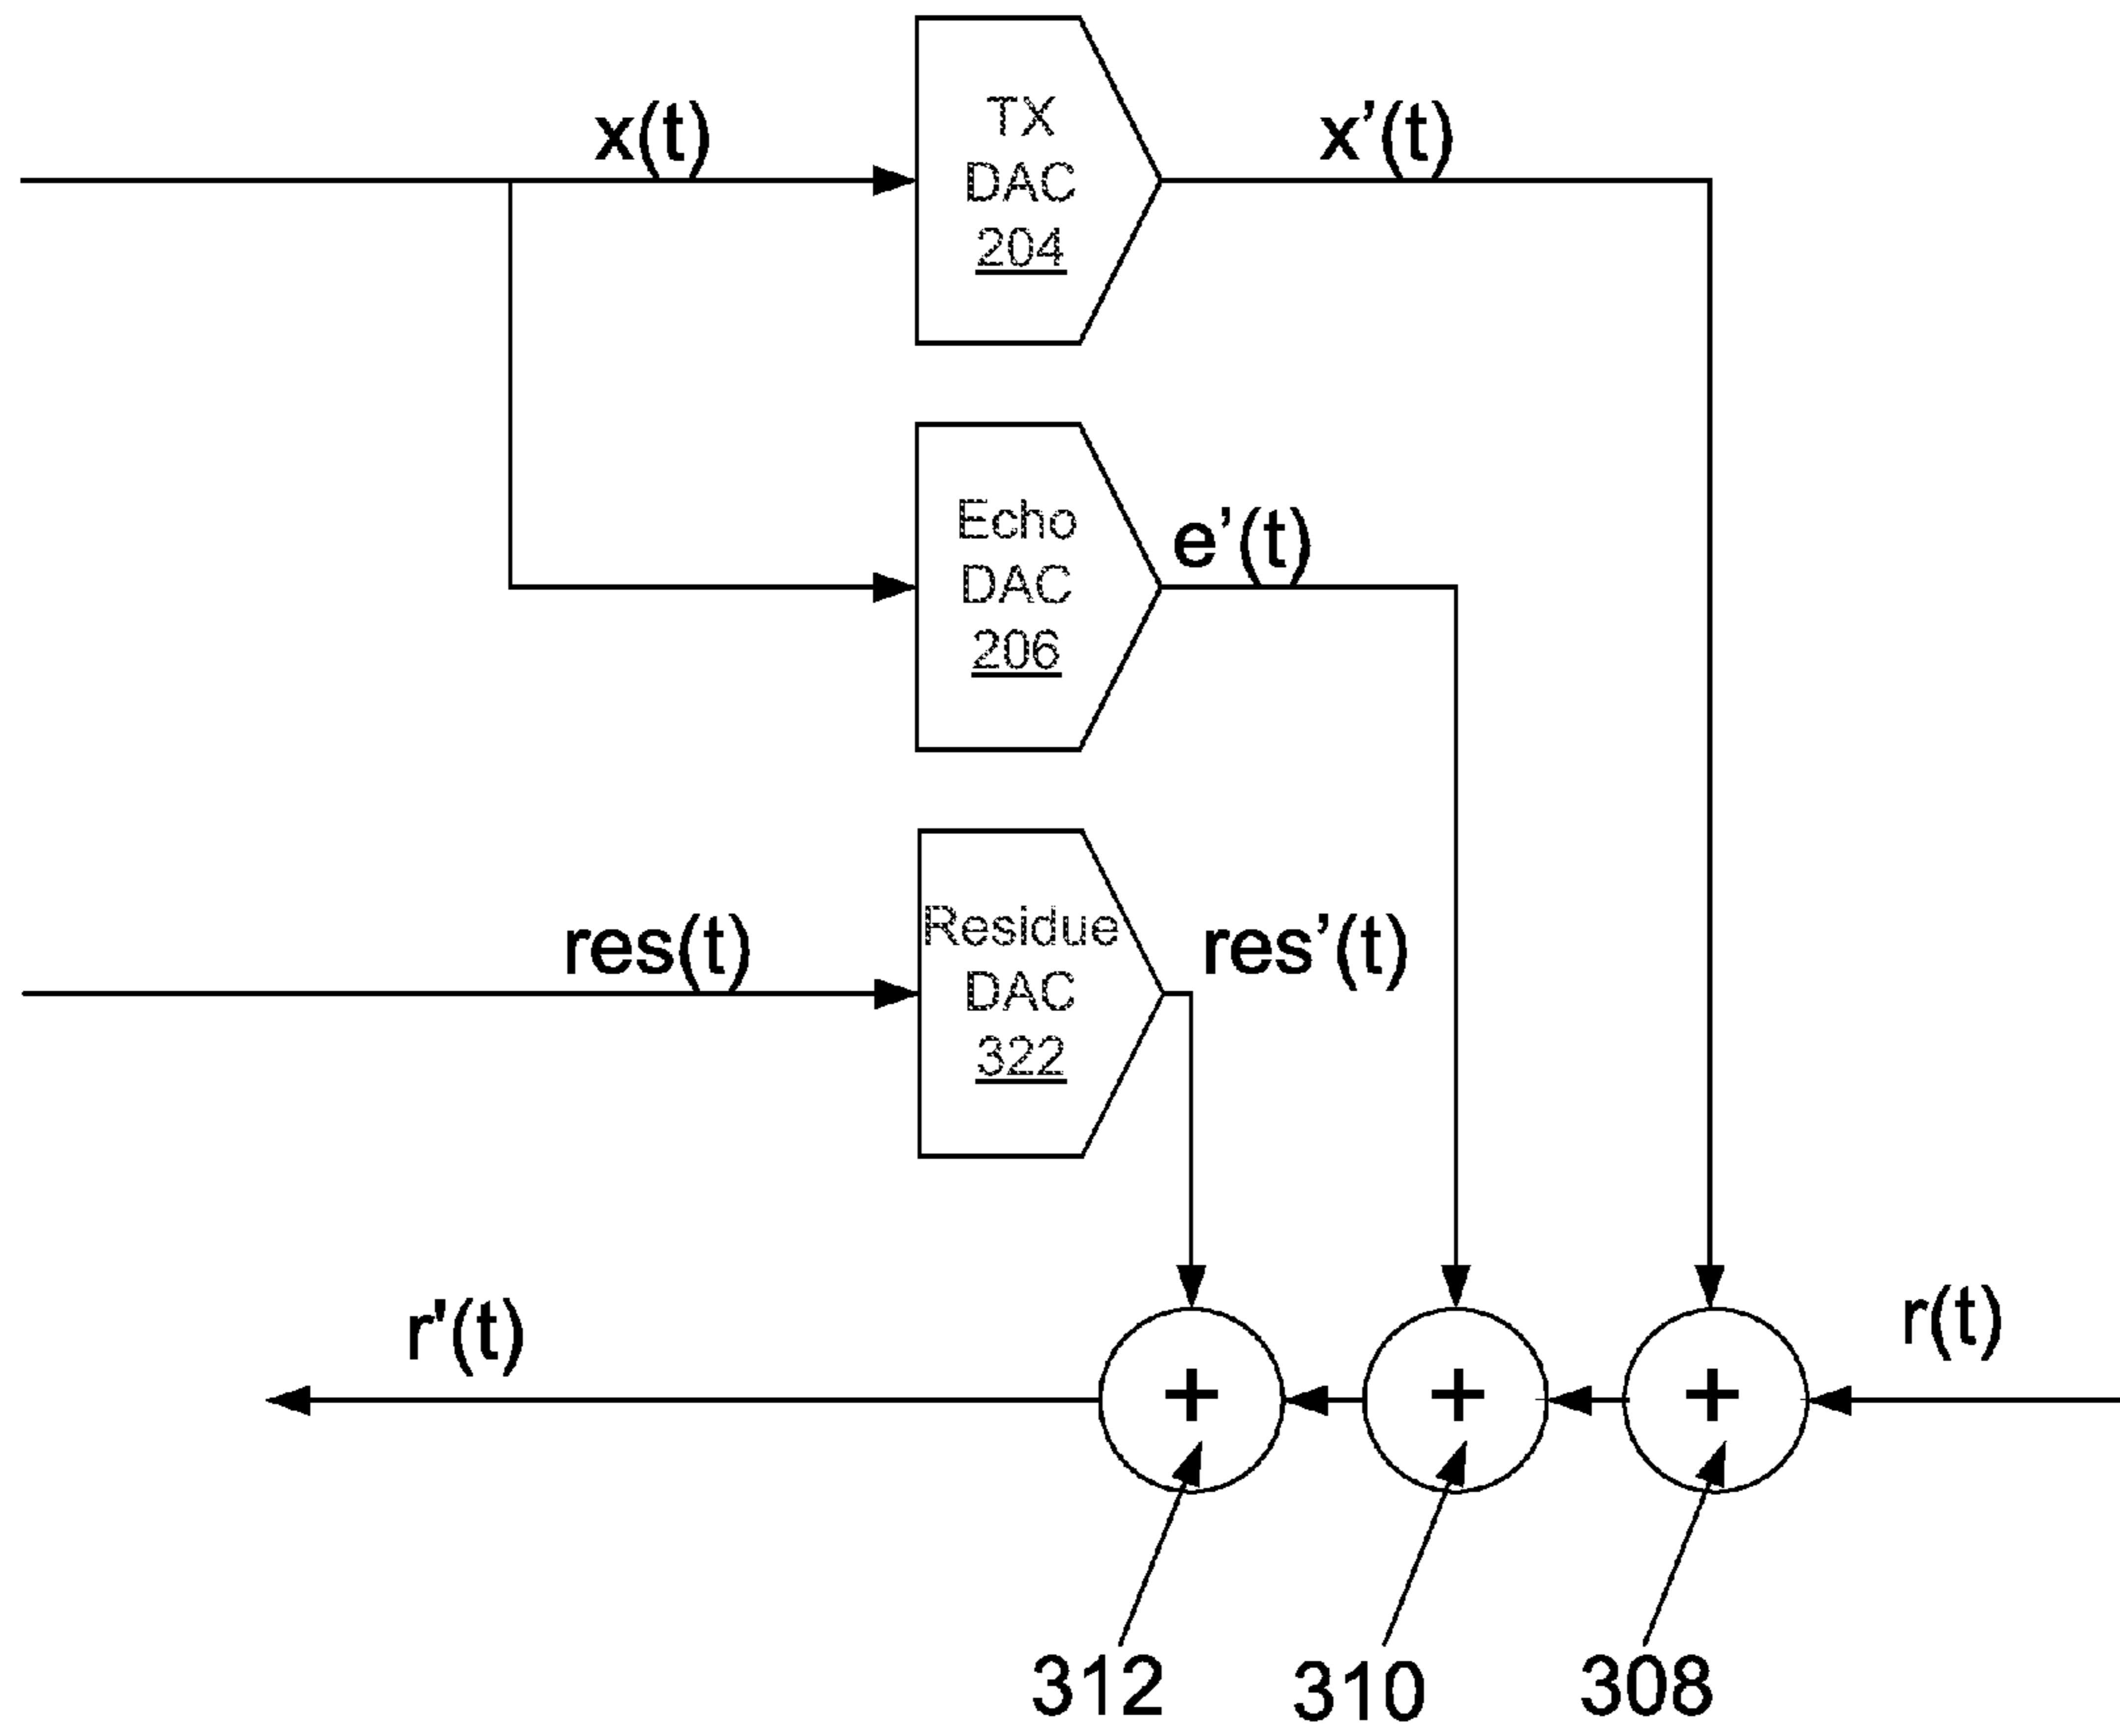 x(t)
TX
DAC
204
x’(t)
Echo
DAC
206
e’(t)
res(t)
Residue
DAC
322
res’(t)
r'(t)
+
+
+
r(t)
312
310
308